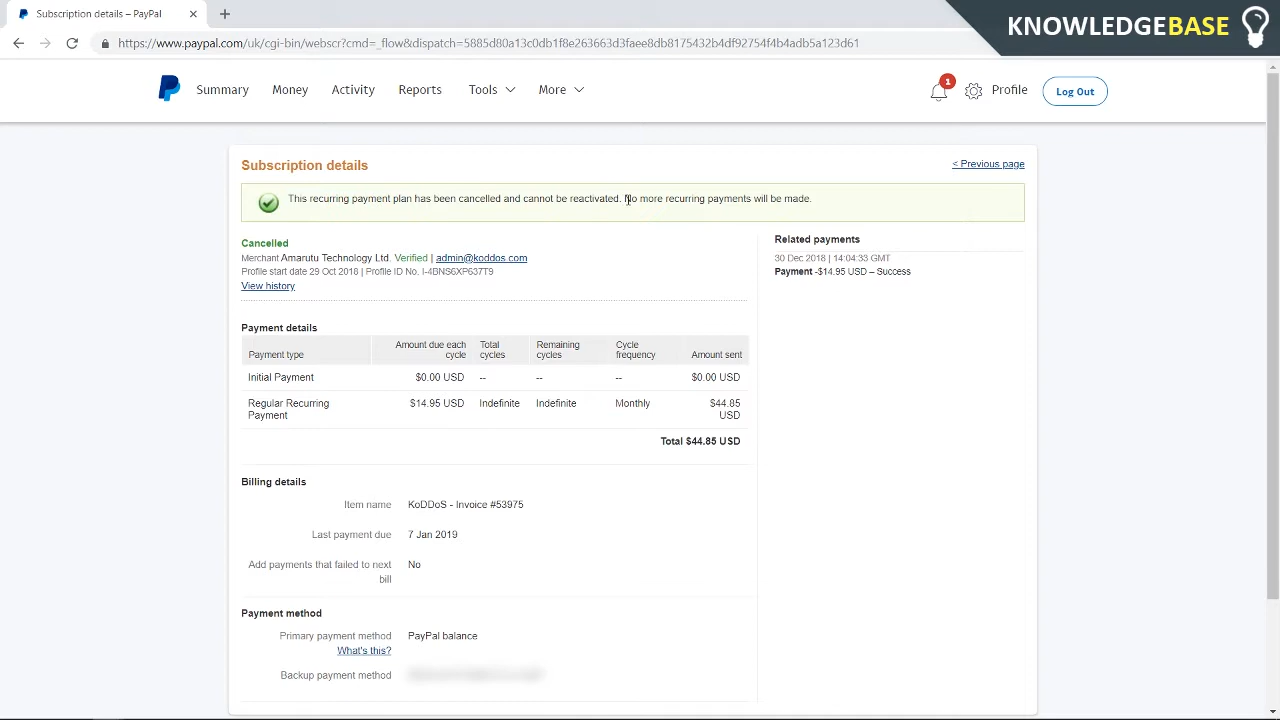 Subscription details – PayPal
KNOWLEDGEBASE
https://www.paypal.com/uk/cgi-bin/webscr?cmd=_flow&dispatch=
Summary Money Activity Reports Tools More 1 Profile Log Out
Subscription details
< Previous page
This recurring payment plan has been cancelled and cannot be reactivated. No more recurring payments will be made.
Cancelled
Merchant Amarutu Technology Ltd. Verified | admin@koddos.com
Profile start date 29 Oct 2018 | Profile ID No. I-4BNS6XP637T9
View history
Related payments
30 Dec 2018 | 14:04:33 GMT
Payment -$14.95 USD – Success
Payment details
Payment type Amount due each cycle Total cycles Remaining cycles Cycle frequency Amount sent
Initial Payment $0.00 USD -- -- -- $0.00 USD
Regular Recurring Payment $14.95 USD Indefinite Indefinite Monthly $44.85 USD
Total $44.85 USD
Billing details
Item name KoDDoS - Invoice #53975
Last payment due 7 Jan 2019
Add payments that failed to next bill No
Payment method
Primary payment method PayPal balance
What's this?
Backup payment method